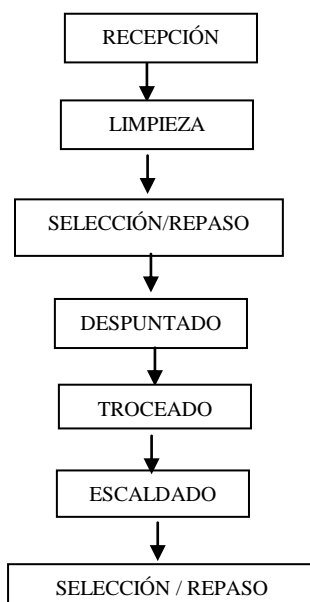 RECEPCIÓN
LIMPIEZA
SELECCIÓN/REPASO
DESPUNTADO
TROCEADO
ESCALDADO
SELECCIÓN / REPASO